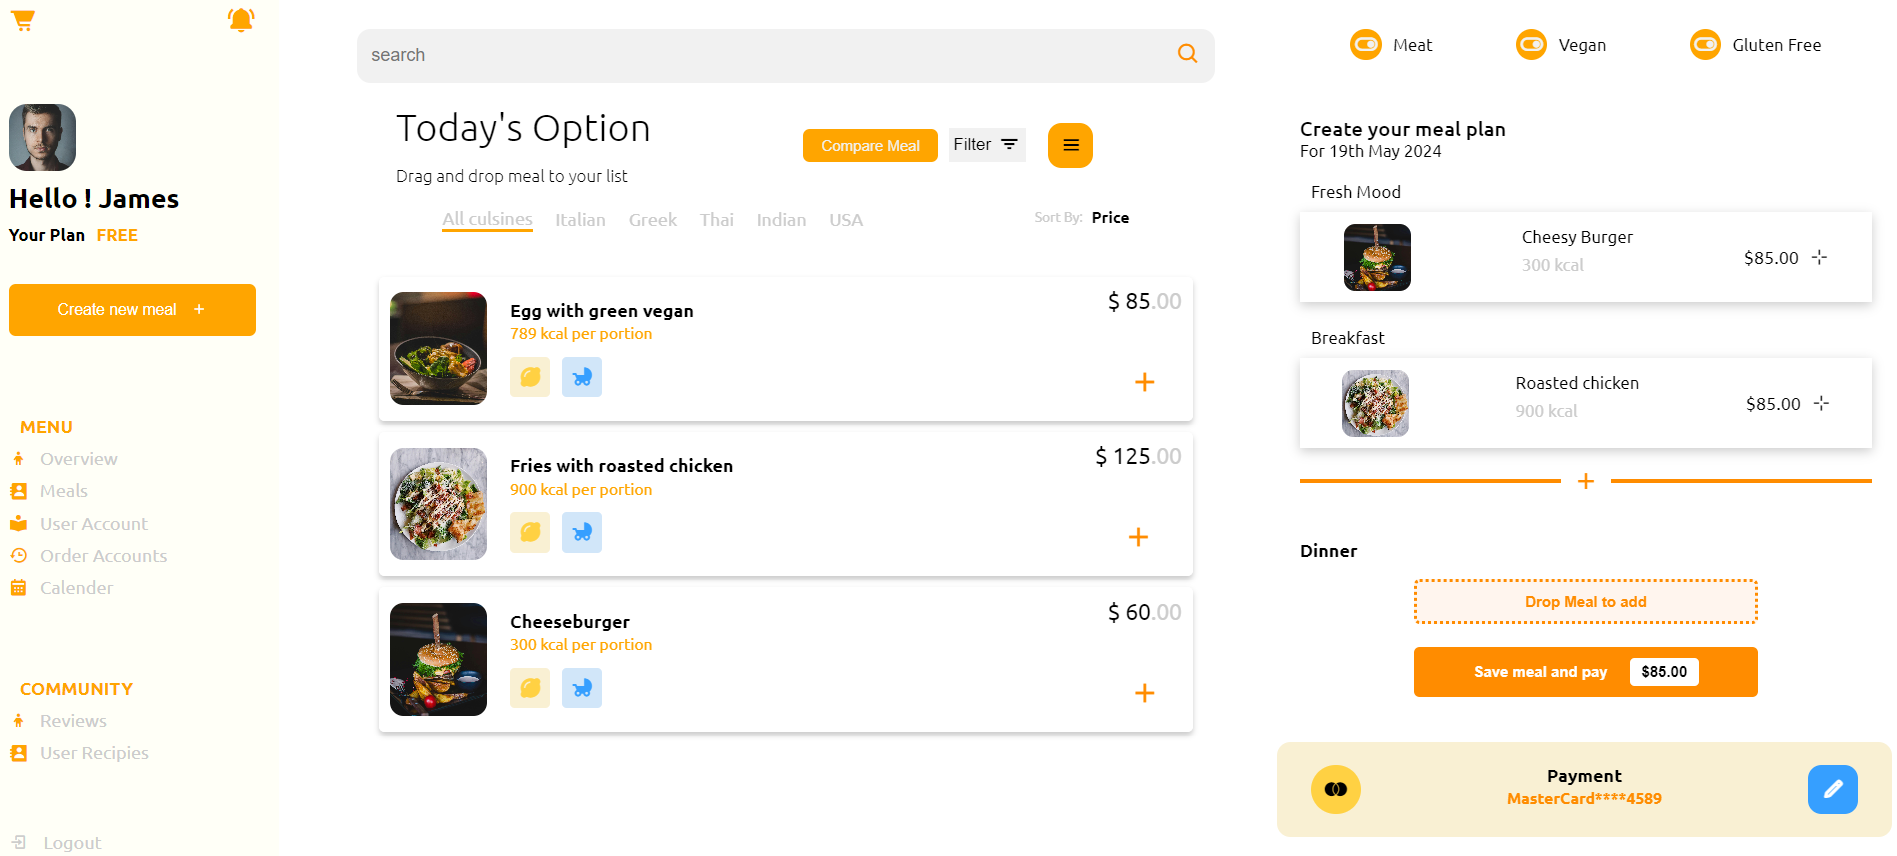 Hello ! James
Your Plan FREE
Create new meal +
MENU
Overview
Meals
User Account
Order Accounts
Calender
COMMUNITY
Reviews
User Recipies
Logout
search
Today's Option
Drag and drop meal to your list
Compare Meal
Filter
All culsines Italian Greek Thai Indian USA
Sort By: Price
Egg with green vegan
789 kcal per portion
$ 85.00
+
Fries with roasted chicken
900 kcal per portion
$ 125.00
+
Cheeseburger
300 kcal per portion
$ 60.00
+
Meat Vegan Gluten Free
Create your meal plan
For 19th May 2024
Fresh Mood
Cheesy Burger
300 kcal
$85.00
Breakfast
Roasted chicken
900 kcal
$85.00
+
Dinner
Drop Meal to add
Save meal and pay $85.00
Payment
MasterCard****4589